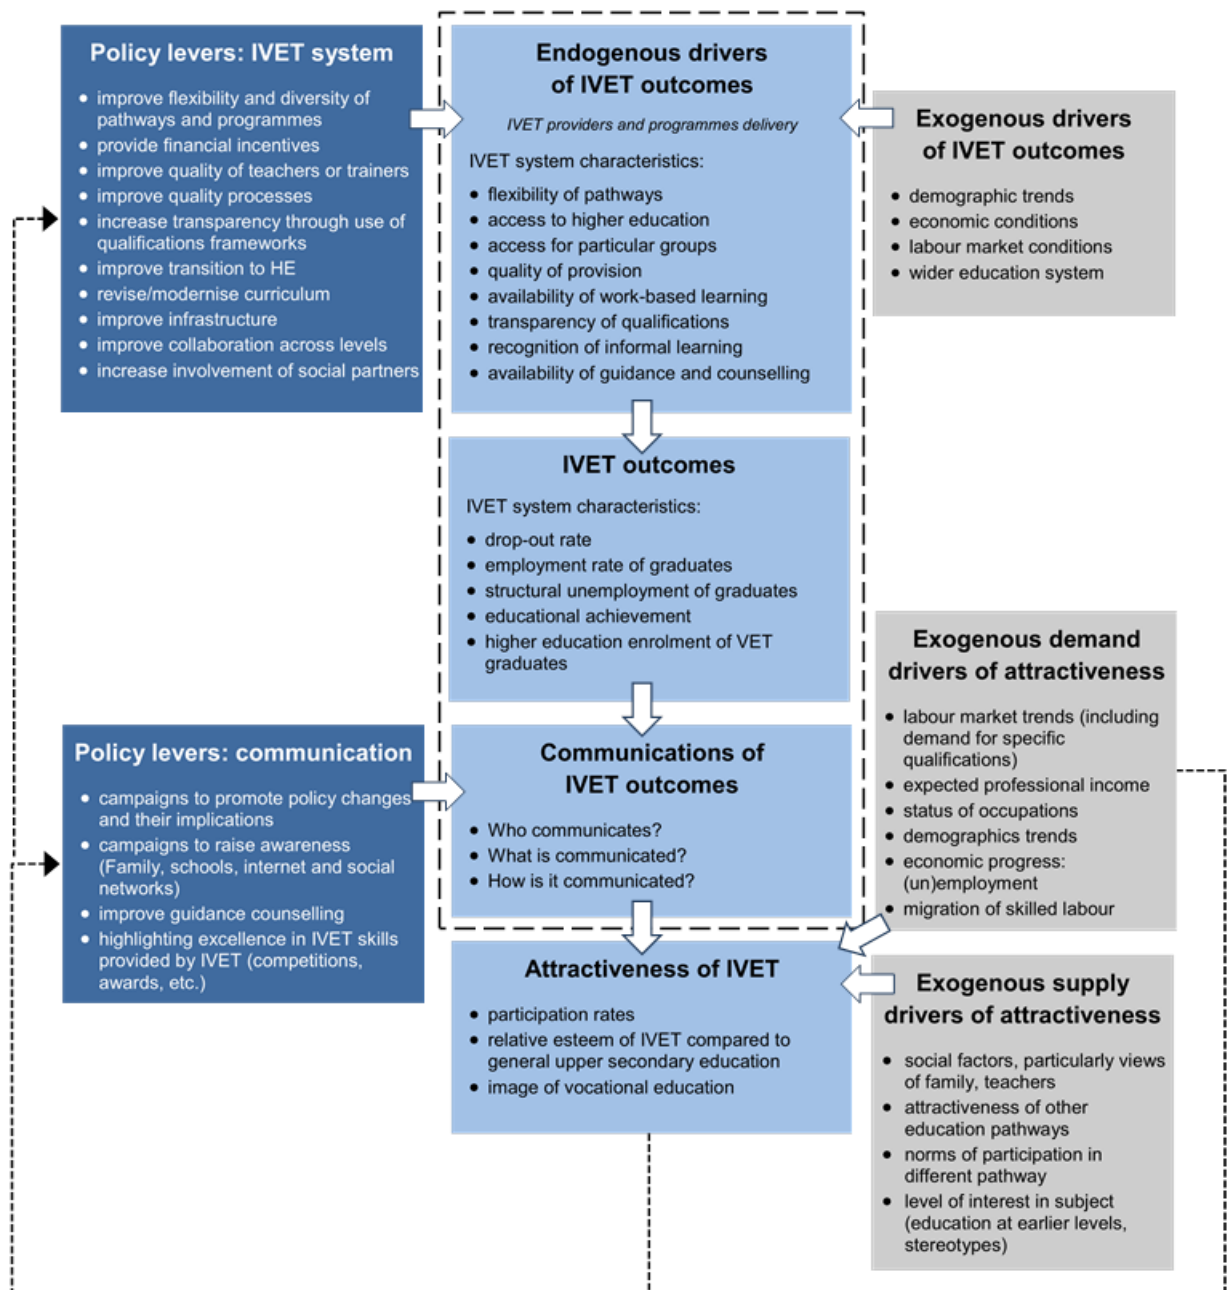 Policy levers: IVET system
• improve flexibility and diversity of
pathways and programmes
• provide financial incentives
• improve quality of teachers or trainers
• improve quality processes
• increase transparency through use of
qualifications frameworks
• improve transition to HE
• revise/modernise curriculum
• improve infrastructure
• improve collaboration across levels
• increase involvement of social partners
Endogenous drivers
of IVET outcomes
IVET providers and programmes delivery
IVET system characteristics:
• flexibility of pathways
• access to higher education
• access for particular groups
• quality of provision
• availability of work-based learning
• transparency of qualifications
• recognition of informal learning
• availability of guidance and counselling
Exogenous drivers
of IVET outcomes
• demographic trends
• economic conditions
• labour market conditions
• wider education system
IVET outcomes
IVET system characteristics:
• drop-out rate
• employment rate of graduates
• structural unemployment of graduates
• educational achievement
• higher education enrolment of VET
graduates
Policy levers: communication
• campaigns to promote policy changes
and their implications
• campaigns to raise awareness
(Family, schools, internet and social
networks)
• improve guidance counselling
• highlighting excellence in IVET skills
provided by IVET (competitions,
awards, etc.)
Communications of
IVET outcomes
• Who communicates?
• What is communicated?
• How is it communicated?
Exogenous demand
drivers of attractiveness
• labour market trends (including
demand for specific
qualifications)
• expected professional income
• status of occupations
• demographics trends
• economic progress:
(un)employment
• migration of skilled labour
Attractiveness of IVET
• participation rates
• relative esteem of IVET compared to
general upper secondary education
• image of vocational education
Exogenous supply
drivers of attractiveness
• social factors, particularly views
of family, teachers
• attractiveness of other
education pathways
• norms of participation in
different pathway
• level of interest in subject
(education at earlier levels,
stereotypes)